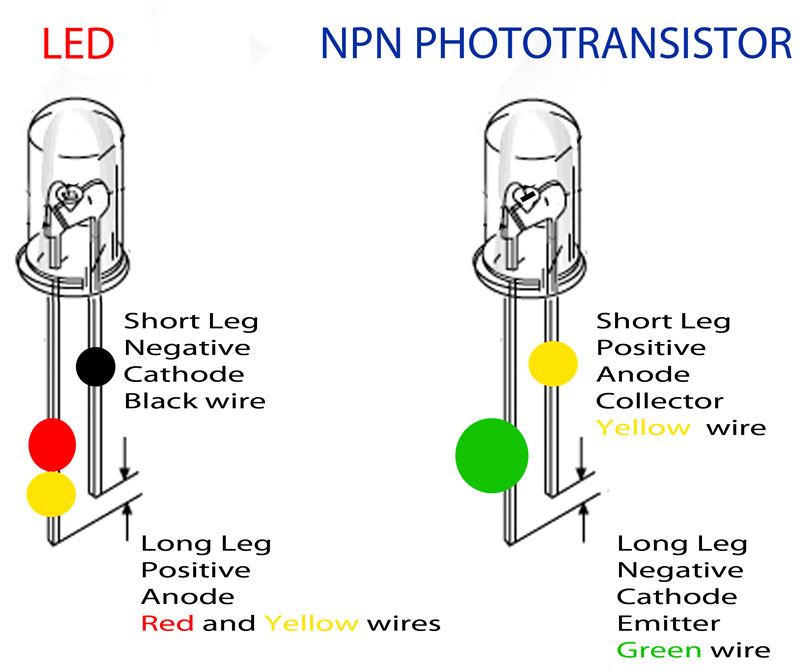 LED
NPN PHOTOTRANSISTOR
Short Leg
Negative
Cathode
Black wire
Short Leg
Positive
Anode
Collector
Yellow wire
Long Leg
Positive
Anode
Red and Yellow wires
Long Leg
Negative
Cathode
Emitter
Green wire